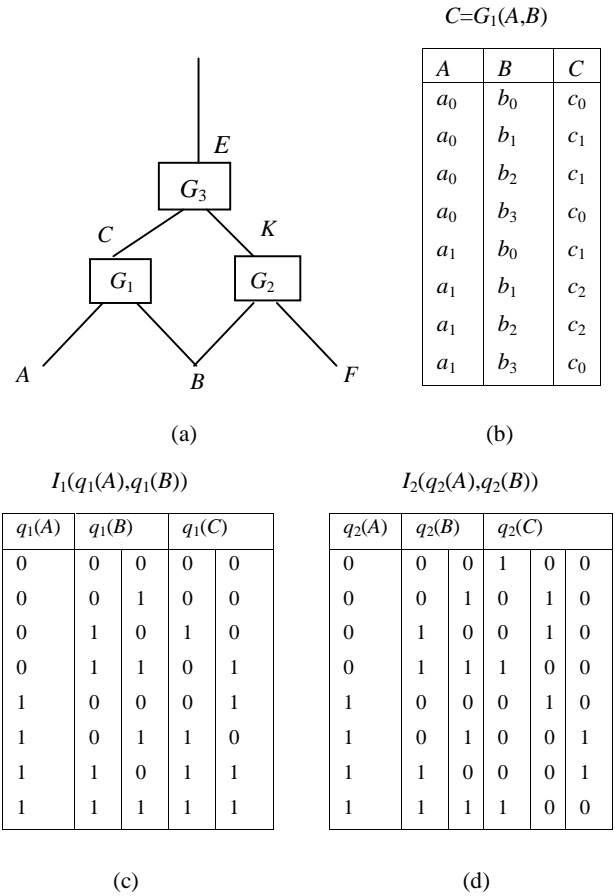 C=G₁(A,B)
E
G₃
C
K
G₁
G₂
A
B
F
(a)
A B C
a₀ b₀ c₀
a₀ b₁ c₁
a₀ b₂ c₁
a₀ b₃ c₀
a₁ b₀ c₁
a₁ b₁ c₂
a₁ b₂ c₂
a₁ b₃ c₀
(b)
I₁(q₁(A),q₁(B))
q₁(A) q₁(B) q₁(C)
0 0 0 0 0
0 0 1 0 0
0 1 0 1 0
0 1 1 0 1
1 0 0 0 1
1 0 1 1 0
1 1 0 1 1
1 1 1 1 1
(c)
I₂(q₂(A),q₂(B))
q₂(A) q₂(B) q₂(C)
0 0 0 1 0 0
0 0 1 0 1 0
0 1 0 0 1 0
0 1 1 1 0 0
1 0 0 0 1 0
1 0 1 0 0 1
1 1 0 0 0 1
1 1 1 1 0 0
(d)